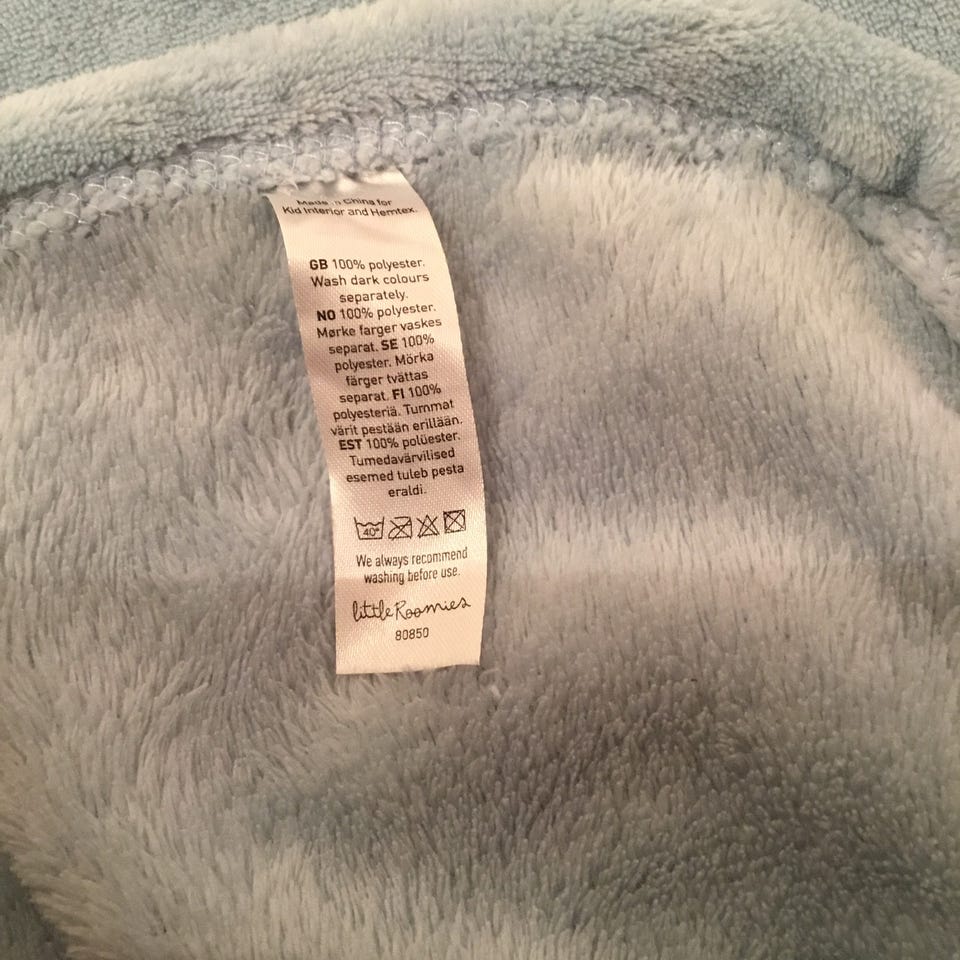 Made in China for
Kid Interior and Hemtex.
GB 100% polyester.
Wash dark colours
separately.
NO 100% polyester.
Mørke farger vaskes
separat. SE 100%
polyester. Mörka
färger tvättas
separat. FI 100%
polyesteriä. Tummat
värit pestään erillään.
EST 100% polüester.
Tumedavärvilised
esemed tuleb pesta
eraldi.
40°
We always recommend
washing before use.
little Roomies
80850